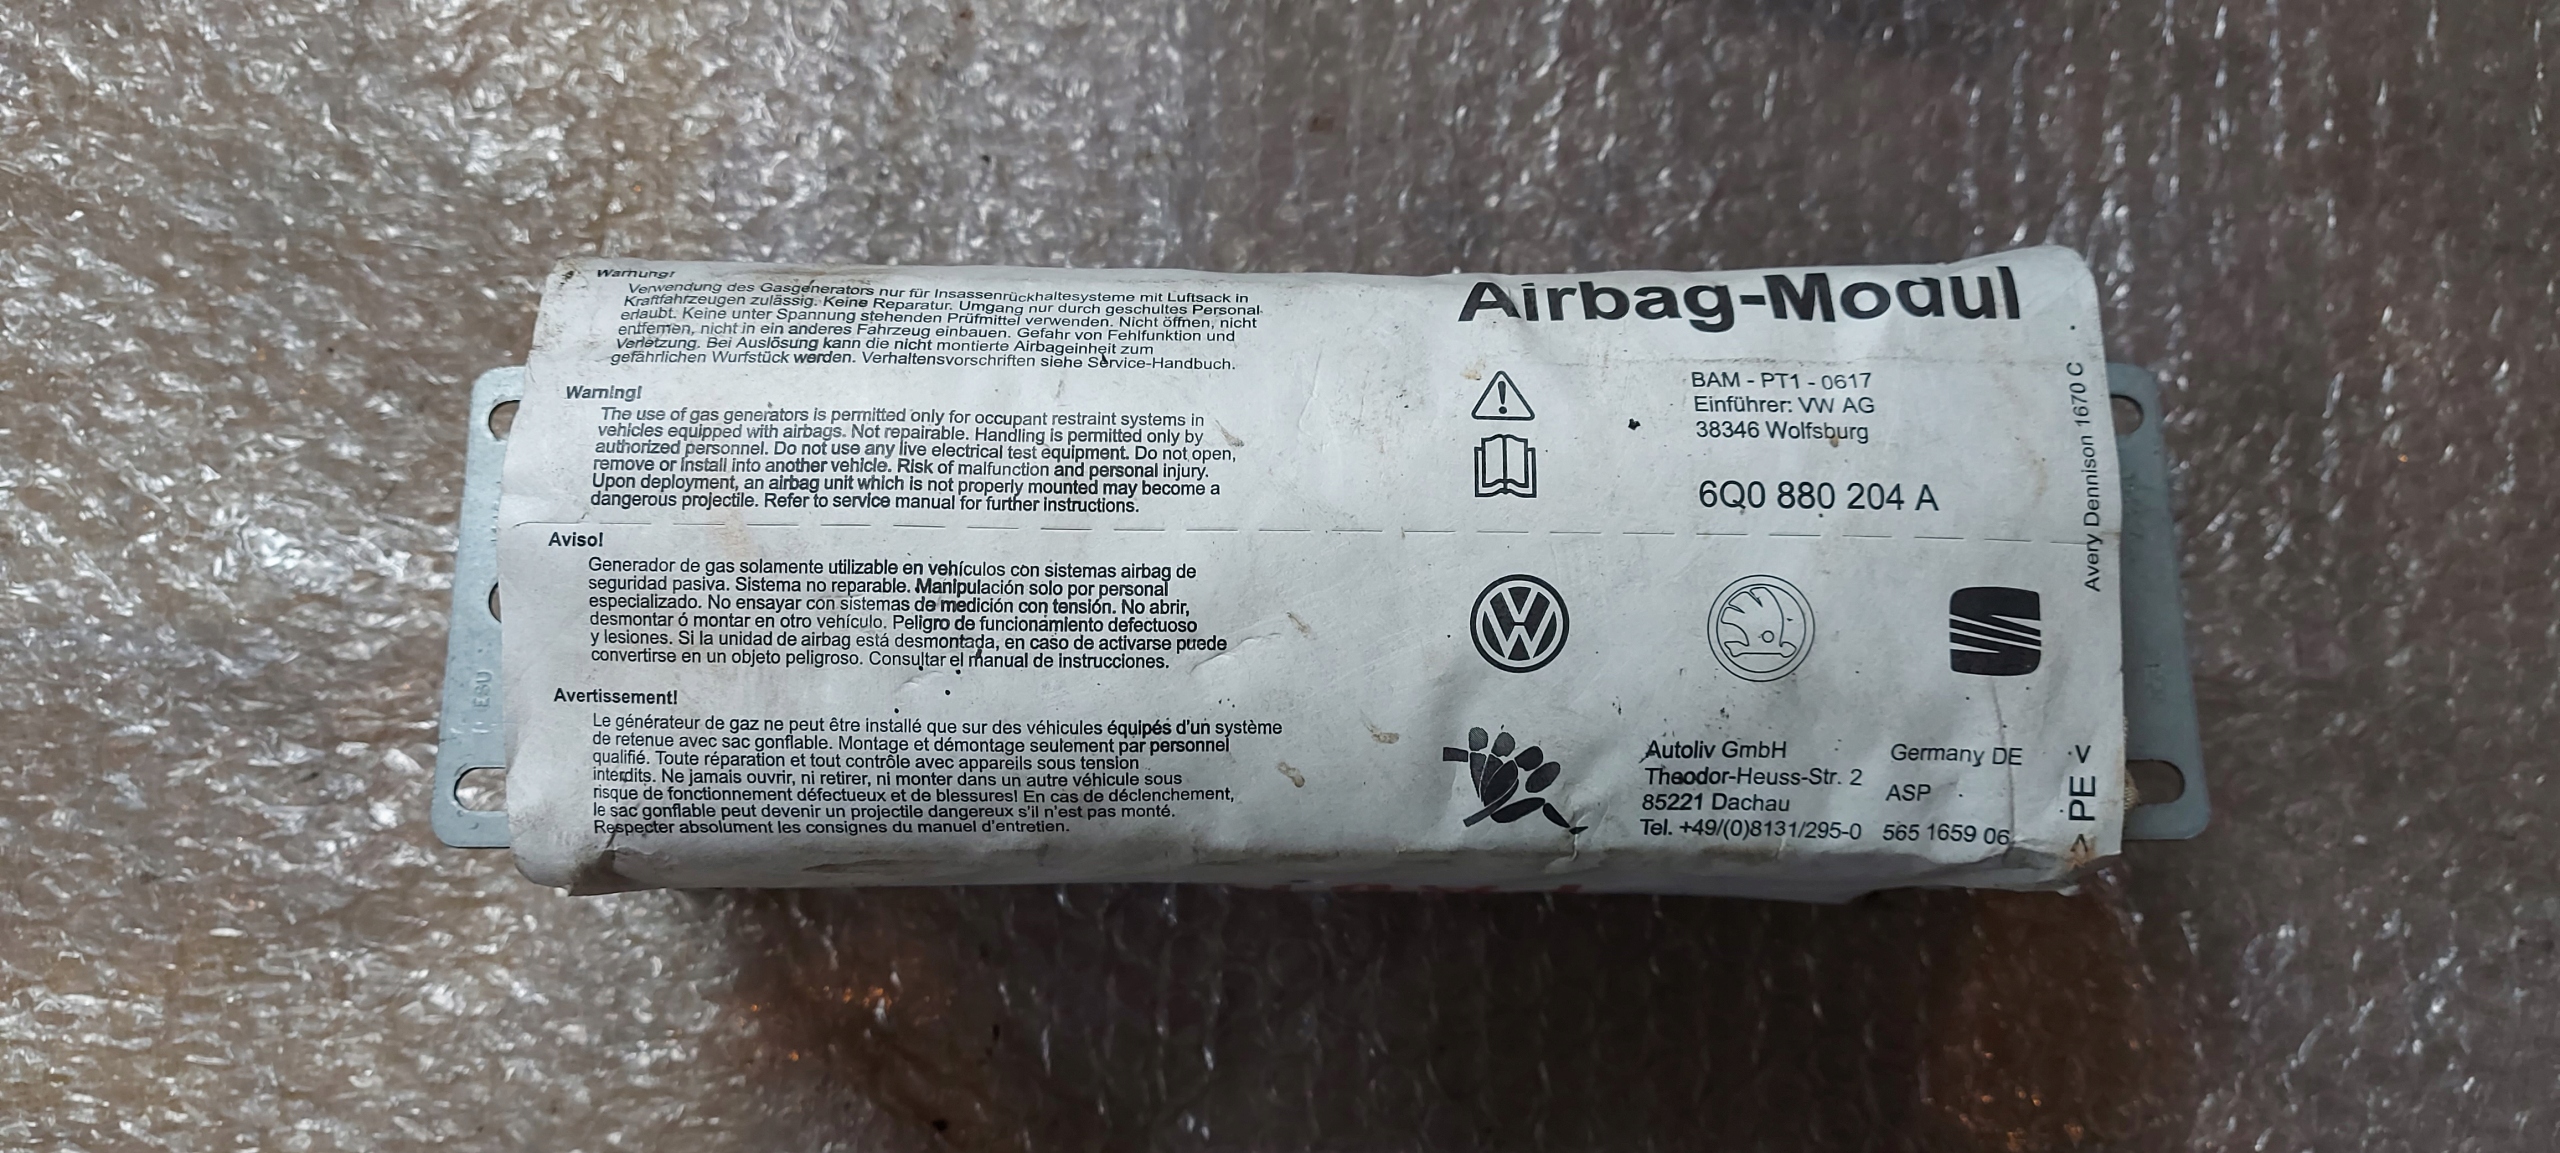 Warnung!
Verwendung des Gasgenerators nur für Insassenrückhaltesysteme mit Luftsack in
Kraftfahrzeugen zulässig. Keine Reparatur. Umgang nur durch geschultes Personal
erlaubt. Keine unter Spannung stehenden Prüfmittel verwenden. Nicht öffnen, nicht
entfernen, nicht in ein anderes Fahrzeug einbauen. Gefahr von Fehlfunktion und
Verletzung. Bei Auslösung kann die nicht montierte Airbageinheit zum
gefährlichen Wurfstück werden. Verhaltensvorschriften siehe Service-Handbuch.
Warning!
The use of gas generators is permitted only for occupant restraint systems in
vehicles equipped with airbags. Not repairable. Handling is permitted only by
authorized personnel. Do not use any live electrical test equipment. Do not open,
remove or install into another vehicle. Risk of malfunction and personal injury.
Upon deployment, an airbag unit which is not properly mounted may become a
dangerous projectile. Refer to service manual for further instructions.
Aviso!
Generador de gas solamente utilizable en vehículos con sistemas airbag de
seguridad pasiva. Sistema no reparable. Manipulación solo por personal
especializado. No ensayar con sistemas de medición con tensión. No abrir,
desmontar ó montar en otro vehículo. Peligro de funcionamiento defectuoso
y lesiones. Si la unidad de airbag está desmontada, en caso de activarse puede
convertirse en un objeto peligroso. Consultar el manual de instrucciones.
Avertissement!
Le générateur de gaz ne peut être installé que sur des véhicules équipés d'un système
de retenue avec sac gonflable. Montage et démontage seulement par personnel
qualifié. Toute réparation et tout contrôle avec appareils sous tension
interdits. Ne jamais ouvrir, ni retirer, ni monter dans un autre véhicule sous
risque de fonctionnement défectueux et de blessures! En cas de déclenchement,
le sac gonflable peut devenir un projectile dangereux s'il n'est pas monté.
Respecter absolument les consignes du manuel d'entretien.
Airbag-Modul
BAM - PT1 - 0617
Einführer: VW AG
38346 Wolfsburg
6Q0 880 204 A
Autoliv GmbH
Theodor-Heuss-Str. 2
85221 Dachau
Tel. +49/(0)8131/295-0
Germany DE
ASP
565 1659 06
Avery Dennison 1670 C
> PE <